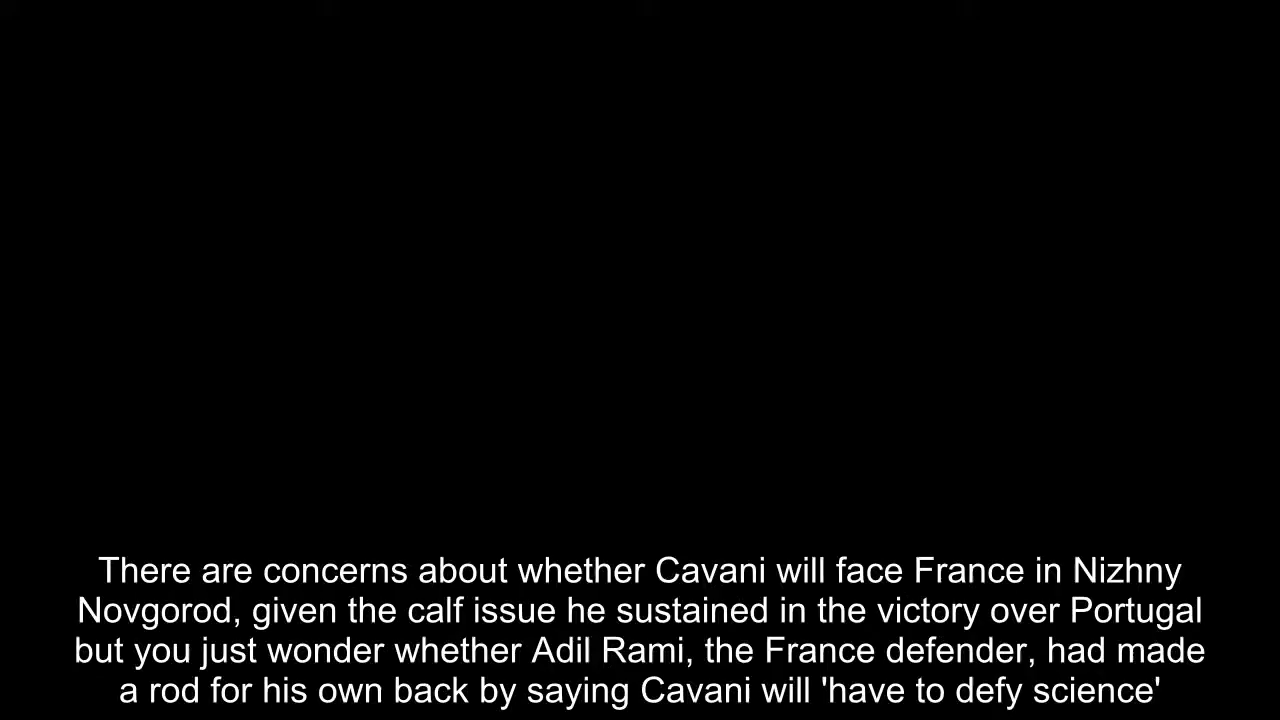 There are concerns about whether Cavani will face France in Nizhny
Novgorod, given the calf issue he sustained in the victory over Portugal
but you just wonder whether Adil Rami, the France defender, had made
a rod for his own back by saying Cavani will 'have to defy science'